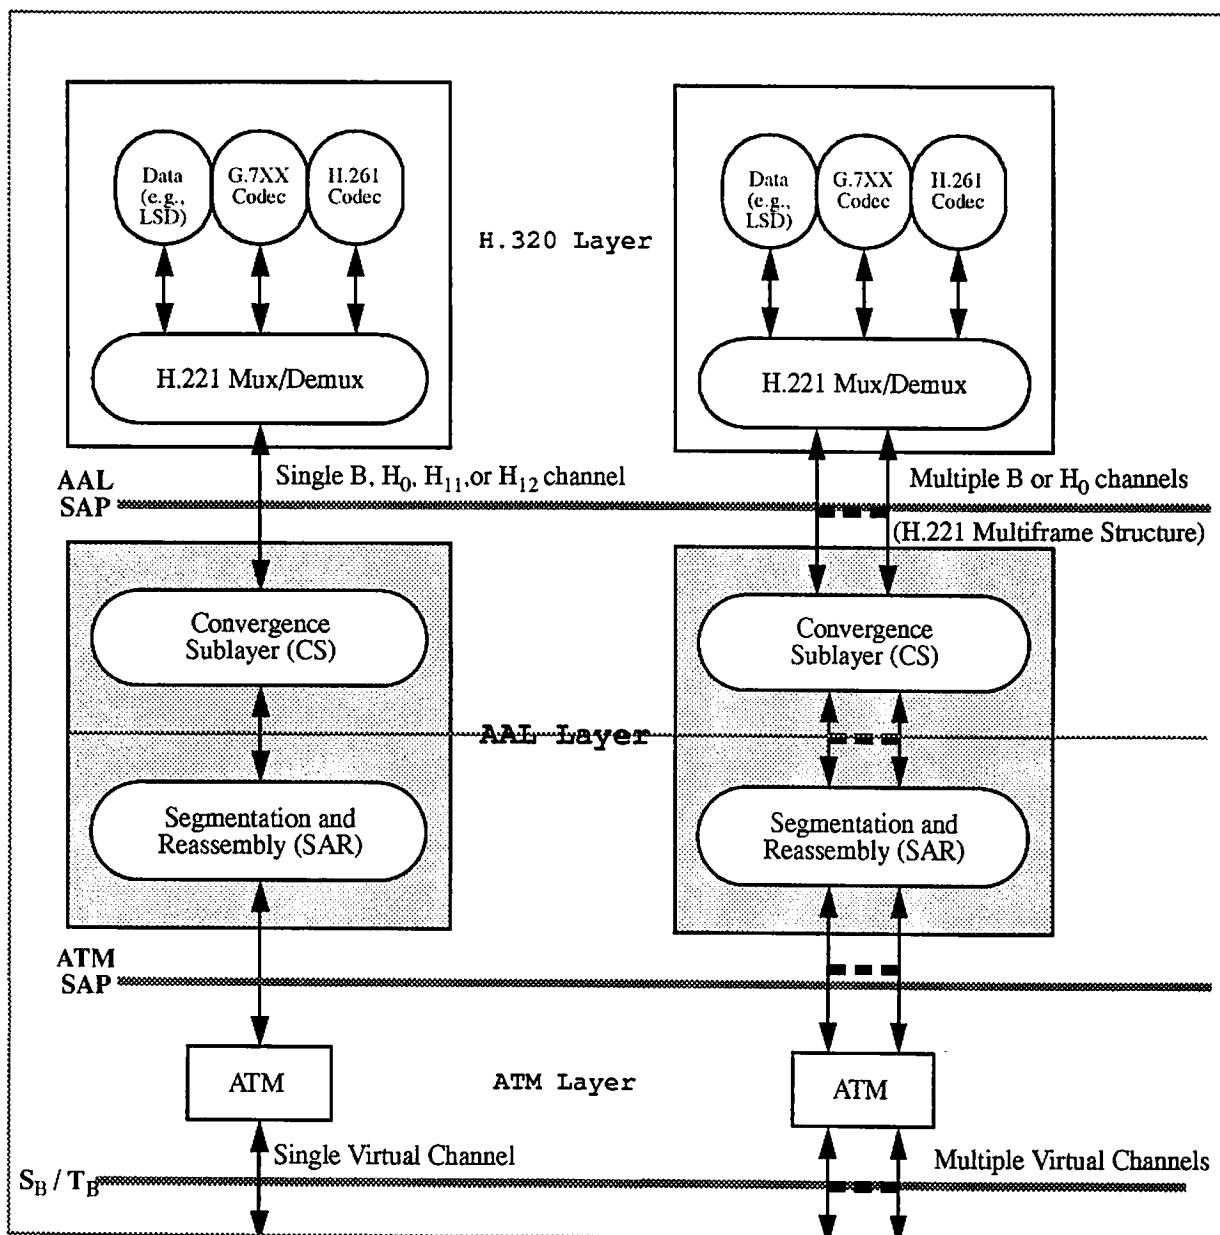 Data
(e.g.,
LSD)
G.7XX
Codec
H.261
Codec
Data
(e.g.,
LSD)
G.7XX
Codec
H.261
Codec
H.320 Layer
H.221 Mux/Demux
H.221 Mux/Demux
Single B, H0, H11,or H12 channel
Multiple B or H0 channels
AAL
SAP
(H.221 Multiframe Structure)
Convergence
Sublayer (CS)
Convergence
Sublayer (CS)
AAL Layer
Segmentation and
Reassembly (SAR)
Segmentation and
Reassembly (SAR)
ATM
SAP
ATM
ATM Layer
ATM
Single Virtual Channel
Multiple Virtual Channels
SB / TB